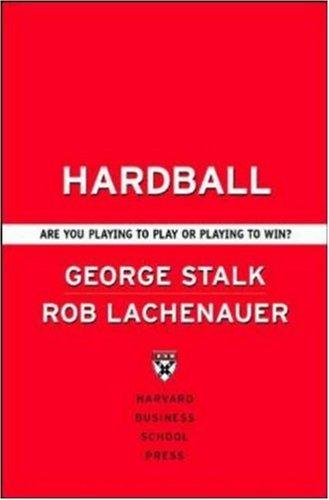 HARDBALL
ARE YOU PLAYING TO PLAY OR PLAYING TO WIN?
GEORGE STALK
ROB LACHENAUER
HARVARD
BUSINESS
SCHOOL
PRESS